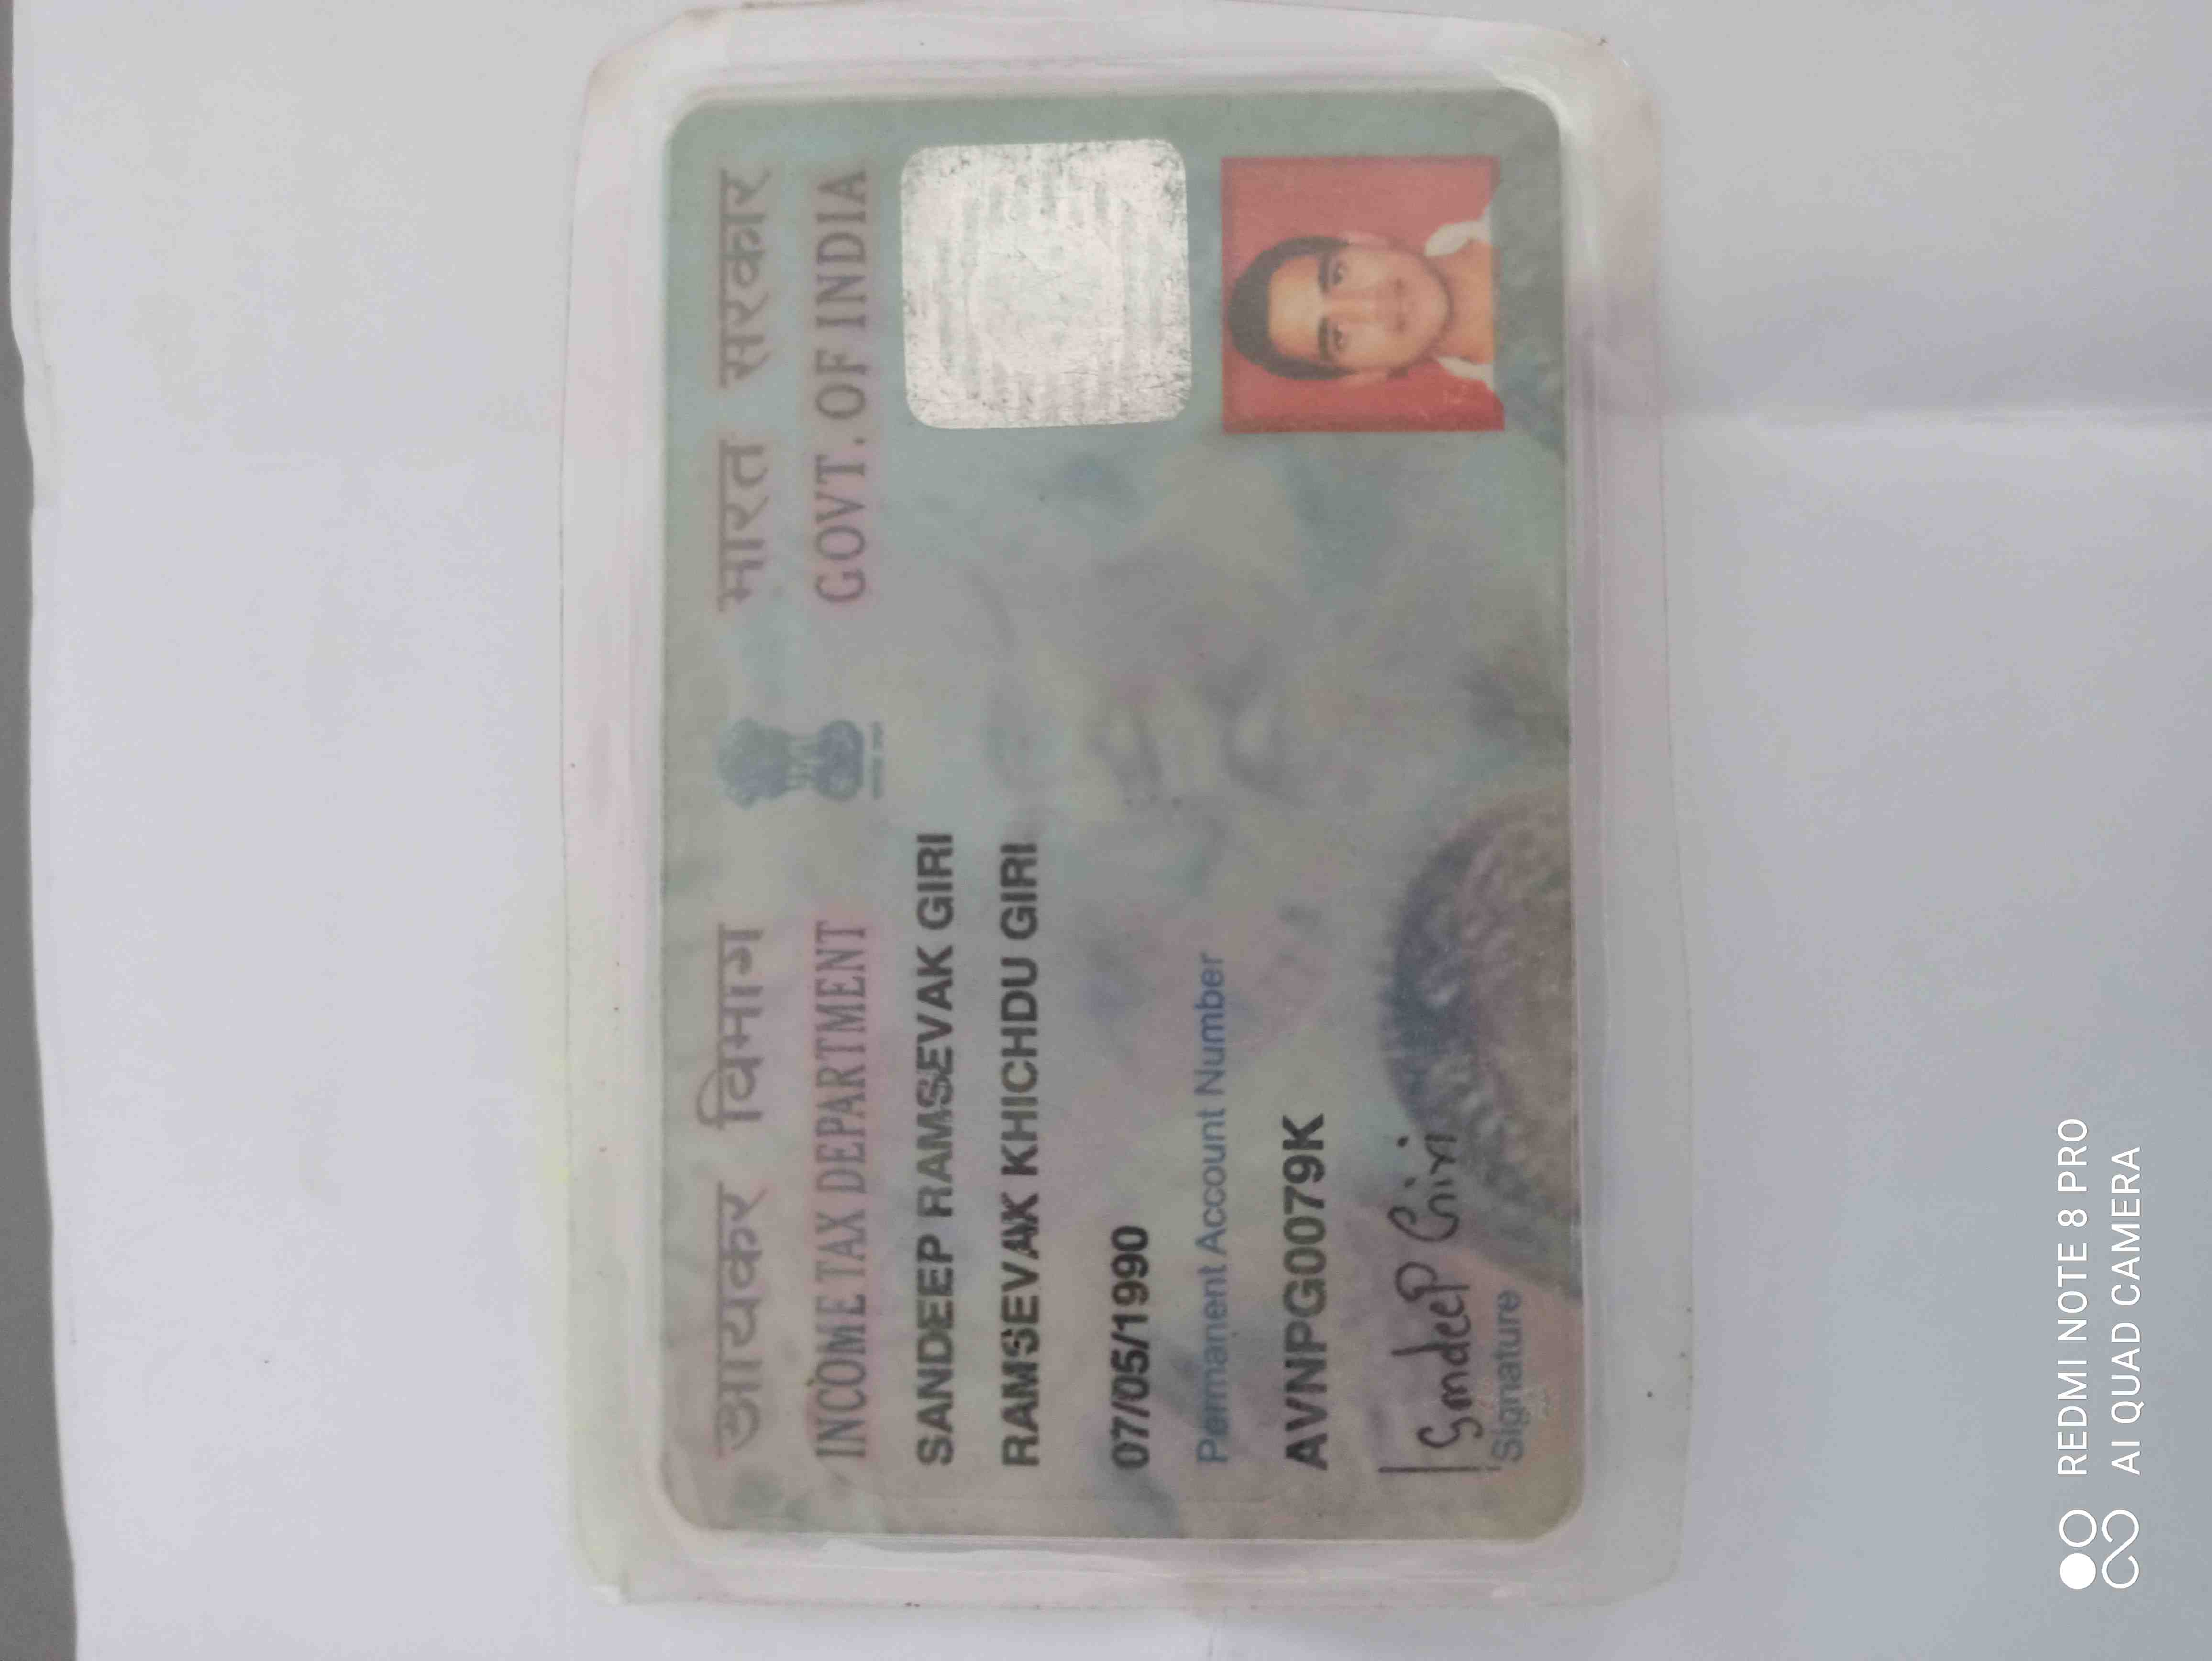 आयकर विभाग
INCOME TAX DEPARTMENT
भारत सरकार
GOVT. OF INDIA
SANDEEP RAMSEVAK GIRI
RAMSEVAK KHICHDU GIRI
07/05/1990
Permanent Account Number
AVNPG0079K
Sandeep Giri
Signature
REDMI NOTE 8 PRO
AI QUAD CAMERA